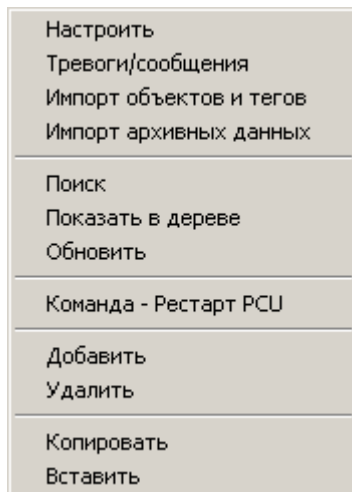 Настроить
Тревоги/сообщения
Импорт объектов и тегов
Импорт архивных данных
Поиск
Показать в дереве
Обновить
Команда - Рестарт PCU
Добавить
Удалить
Копировать
Вставить